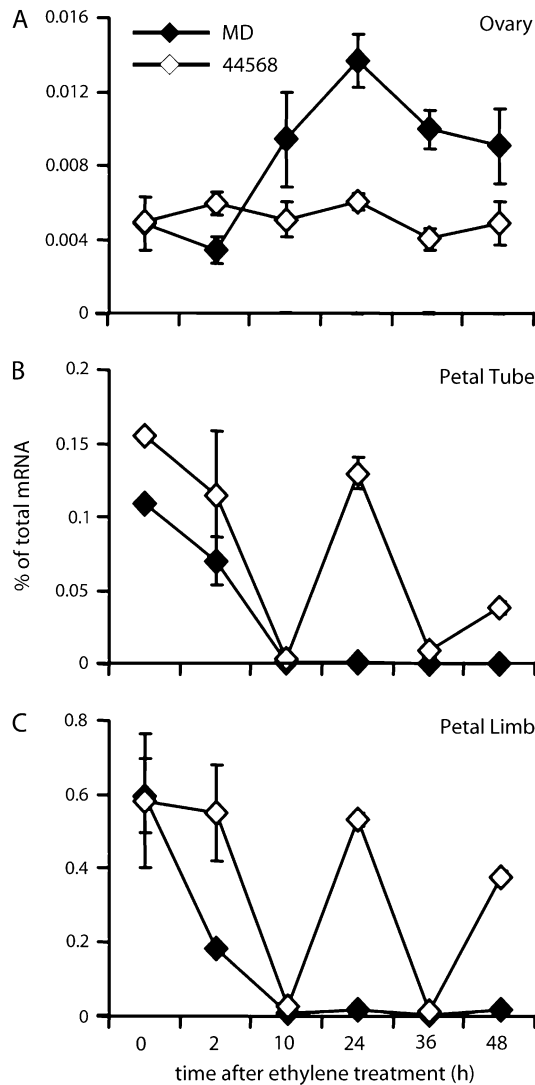 A
Ovary
MD
44568
0.016
0.012
0.008
0.004
0
B
Petal Tube
0.2
0.15
0.1
0.05
0
% of total mRNA
C
Petal Limb
0.8
0.6
0.4
0.2
0
0 2 10 24 36 48
time after ethylene treatment (h)